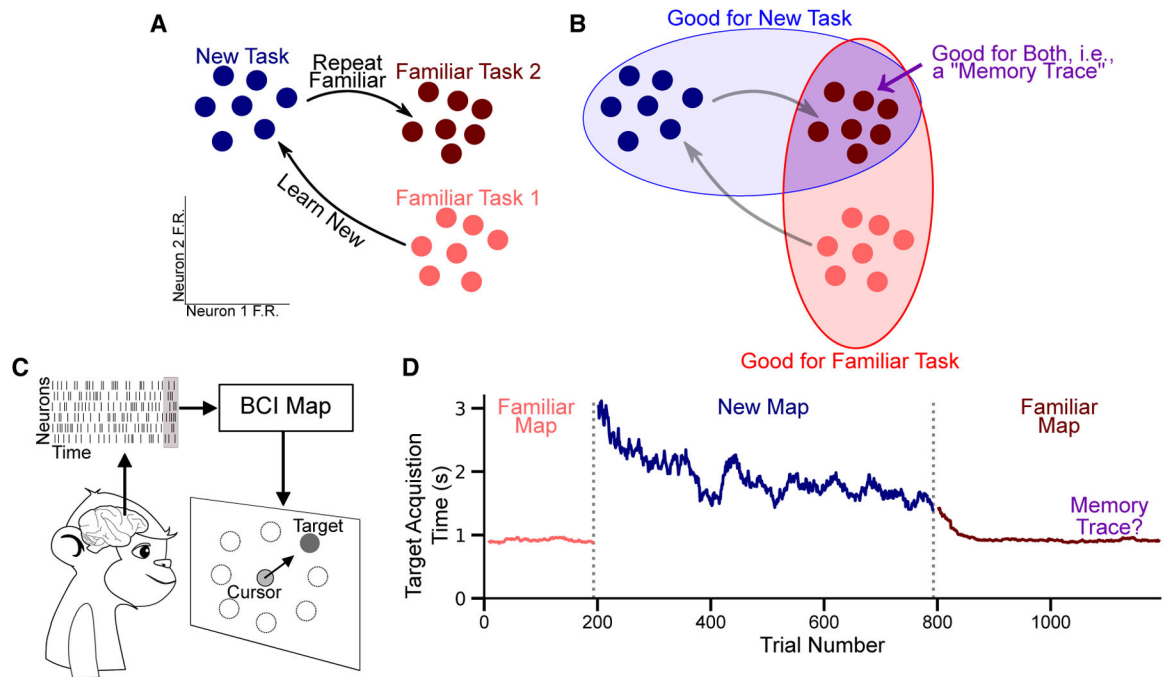 A
New Task
Repeat
Familiar
Familiar Task 2
Learn New
Familiar Task 1
Neuron 2 F.R.
Neuron 1 F.R.
B
Good for New Task
Good for Both, i.e.,
a "Memory Trace"
Good for Familiar Task
C
Neurons
Time
BCI Map
Target
Cursor
D
Target Acquistion
Time (s)
3
2
1
0
Familiar
Map
New Map
Familiar
Map
Memory
Trace?
0 200 400 600 800 1000
Trial Number